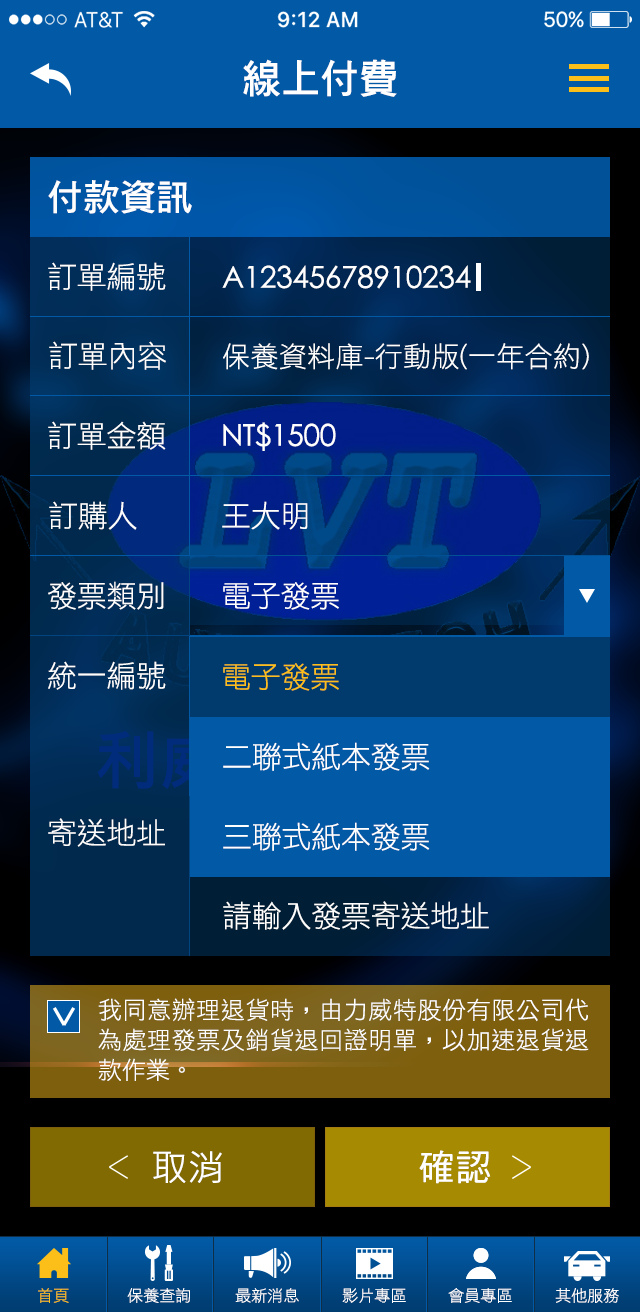 AT&T
9:12 AM
50%
線上付費
付款資訊
訂單編號 A12345678910234
訂單內容 保養資料庫-行動版(一年合約)
訂單金額 NT$1500
LVT
訂購人 王大明
發票類別 電子發票
統一編號 電子發票
二聯式紙本發票
三聯式紙本發票
寄送地址
請輸入發票寄送地址
我同意辦理退貨時，由力威特股份有限公司代
為處理發票及銷貨退回證明單，以加速退貨退
款作業。
< 取消
確認 >
首頁
保養查詢
最新消息
影片專區
會員專區
其他服務